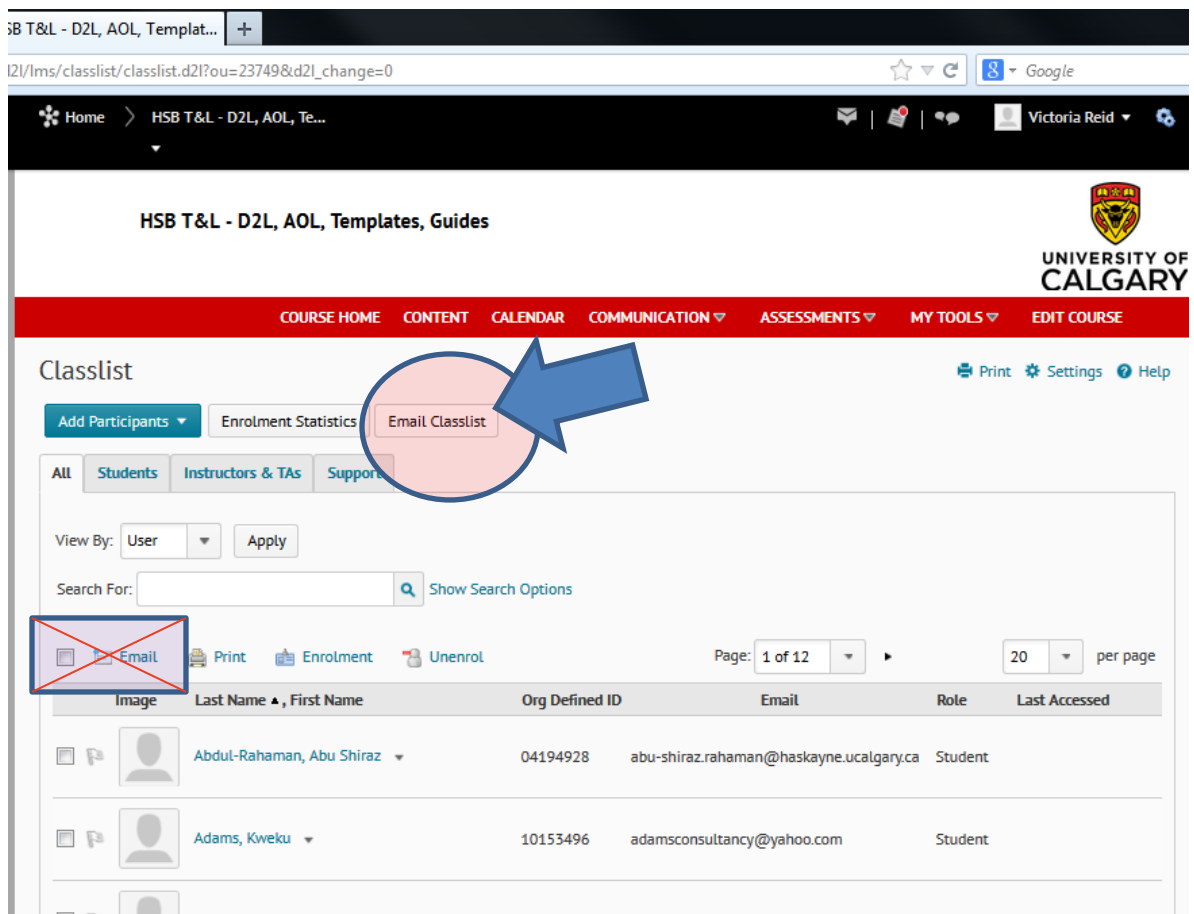 SB T&L - D2L, AOL, Templat... +
d2l/lms/classlist/classlist.d2l?ou=23749&d2l_change=0
8 Google
Home HSB T&L - D2L, AOL, Te...
Victoria Reid
HSB T&L - D2L, AOL, Templates, Guides
UNIVERSITY OF
CALGARY
COURSE HOME CONTENT CALENDAR COMMUNICATION ASSESSMENTS MY TOOLS EDIT COURSE
Classlist
Print Settings Help
Add Participants Enrolment Statistics Email Classlist
All Students Instructors & TAs Support
View By: User Apply
Search For: Show Search Options
Email Print Enrolment Unenrol Page: 1 of 12 20 per page
Image Last Name ▲, First Name Org Defined ID Email Role Last Accessed
Abdul-Rahaman, Abu Shiraz 04194928 abu-shiraz.rahaman@haskayne.ucalgary.ca Student
Adams, Kweku 10153496 adamsconsultancy@yahoo.com Student